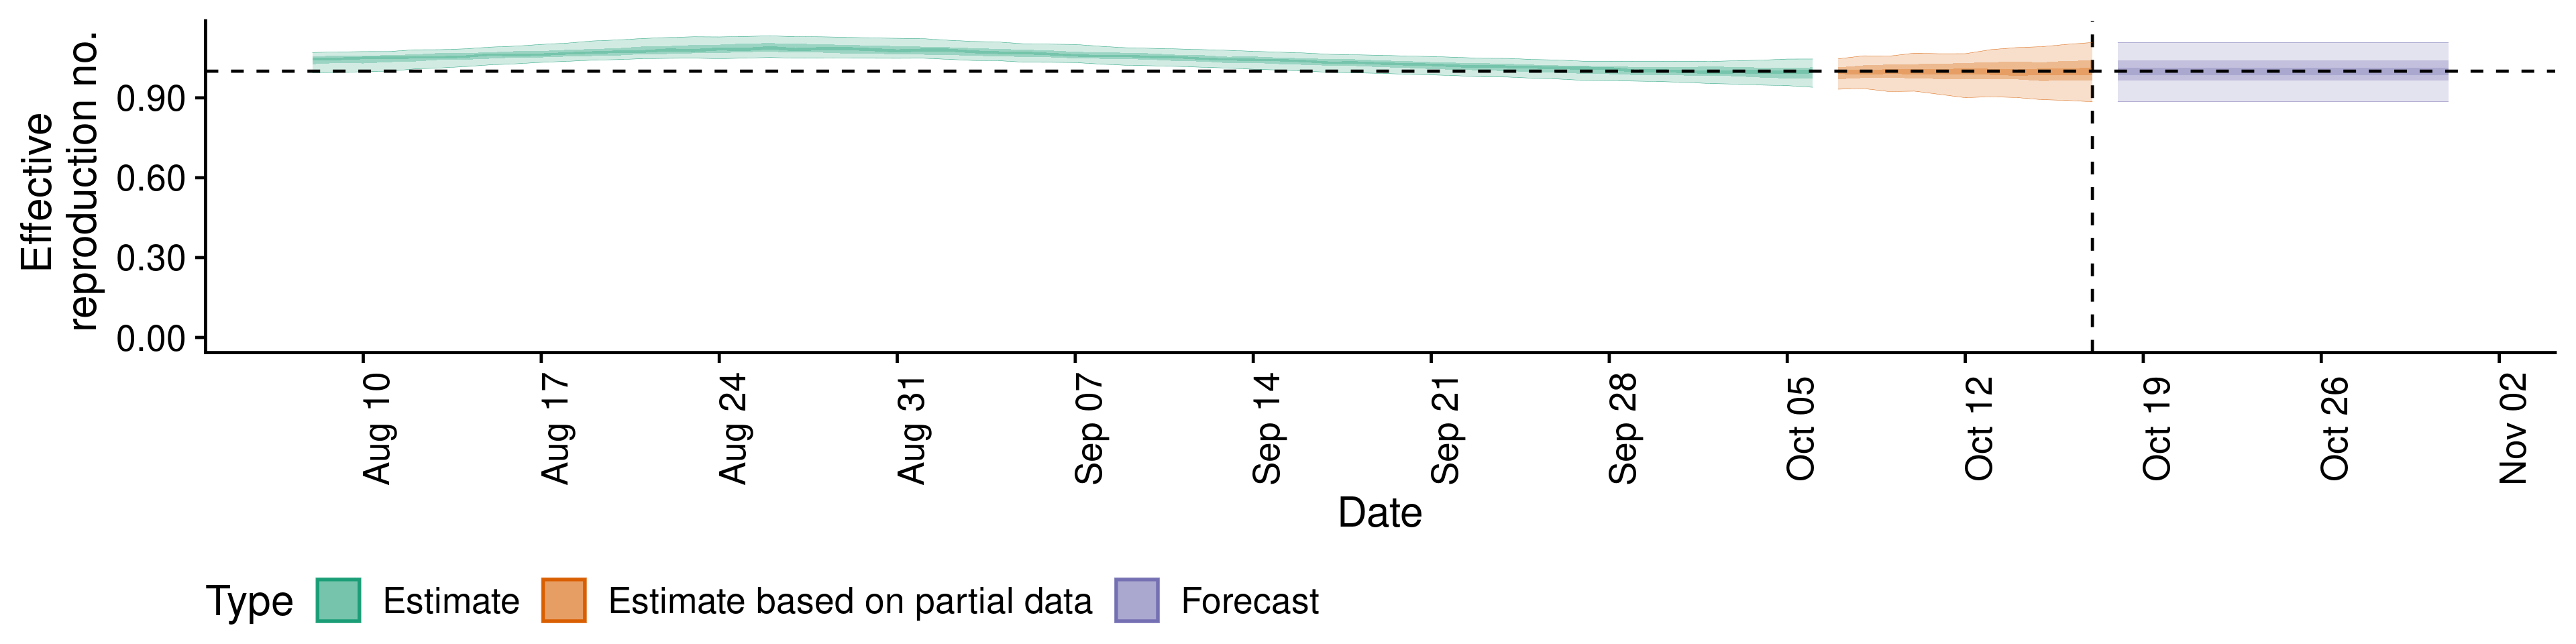 Effective
reproduction no.
0.90
0.60
0.30
0.00
Aug 10
Aug 17
Aug 24
Aug 31
Sep 07
Sep 14
Sep 21
Sep 28
Oct 05
Oct 12
Oct 19
Oct 26
Nov 02
Date
Type Estimate Estimate based on partial data Forecast